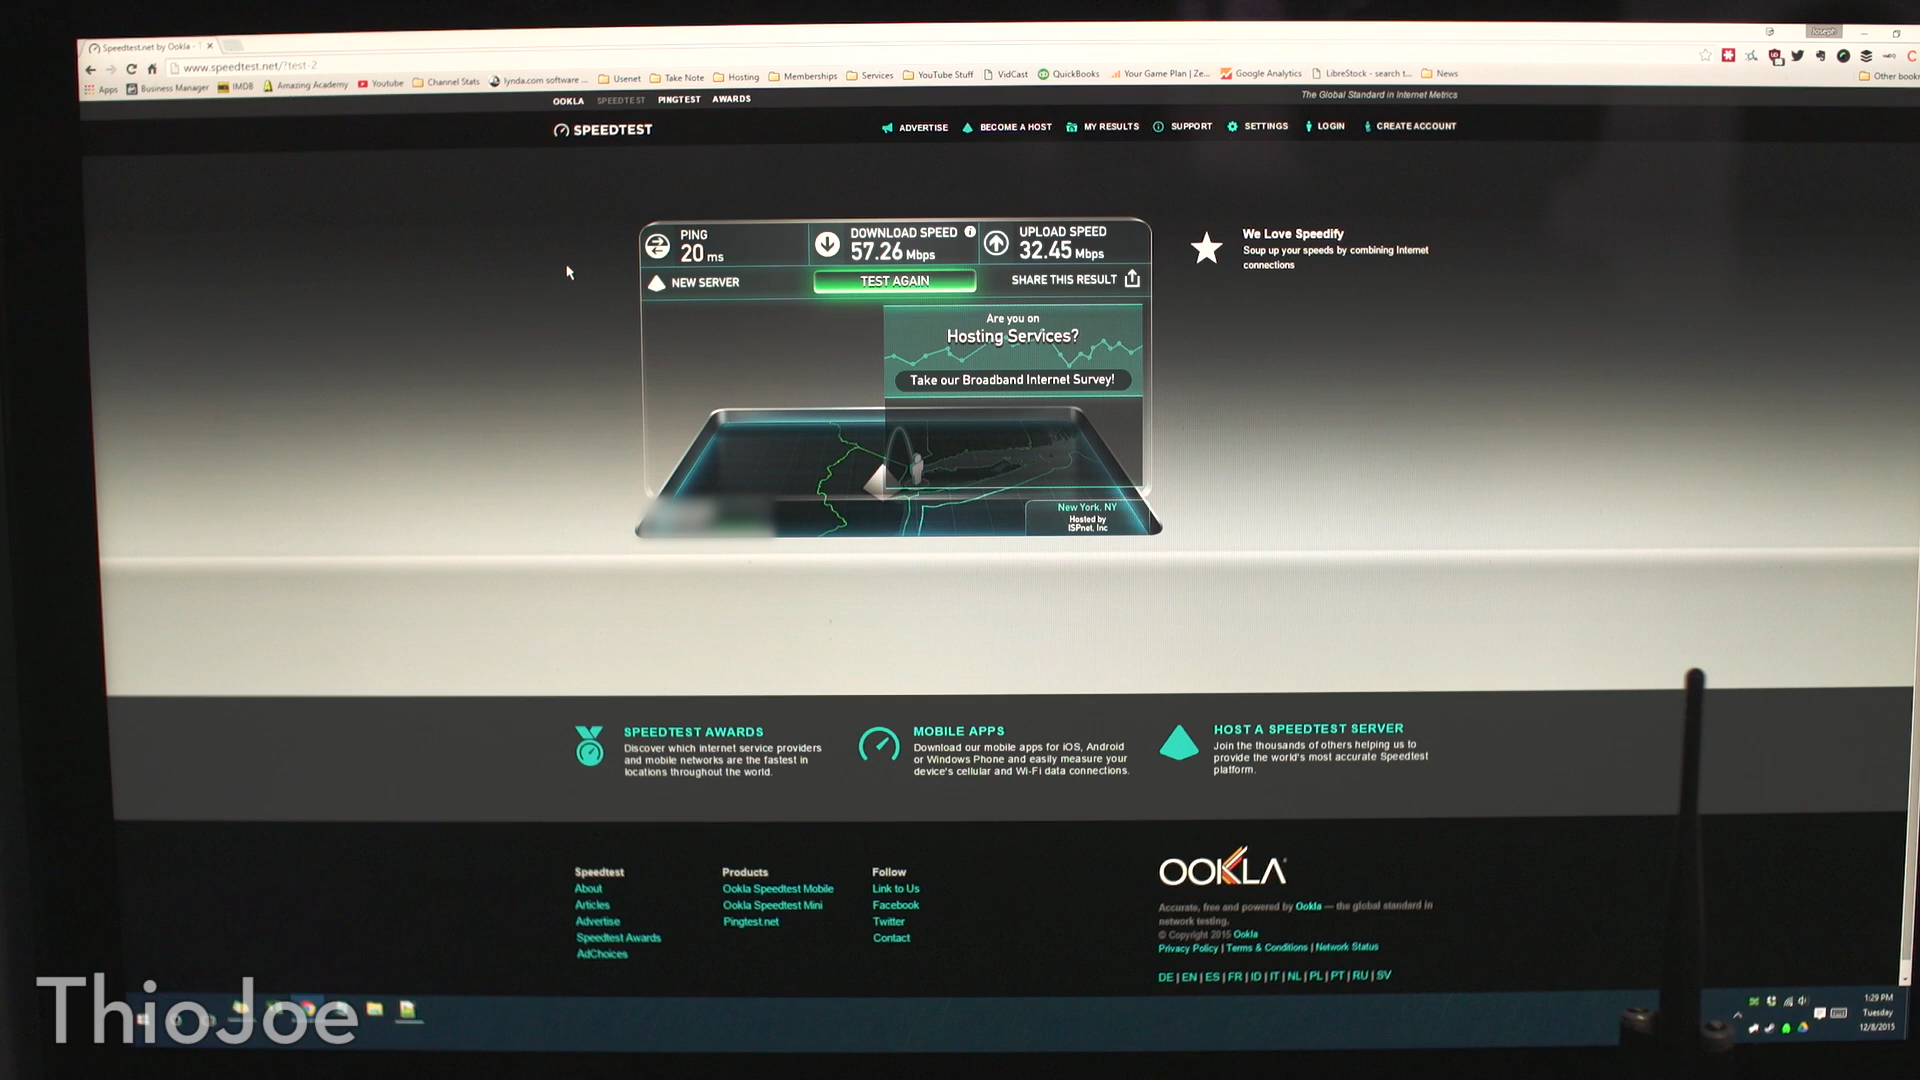 Speedtest.net by Ookla -
Joseph
www.speedtest.net/?test-2
Apps Business Manager IMDB Amazing Academy Youtube Channel Stats lynda.com software ... Usenet Take Note Hosting Memberships Services YouTube Stuff VidCast QuickBooks Your Game Plan | Ze... Google Analytics LibreStock - search t... News
OOKLA SPEEDTEST PINGTEST AWARDS
The Global Standard in Internet Metrics
SPEEDTEST
ADVERTISE BECOME A HOST MY RESULTS SUPPORT SETTINGS LOGIN CREATE ACCOUNT
PING
20 ms
DOWNLOAD SPEED
57.26 Mbps
UPLOAD SPEED
32.45 Mbps
NEW SERVER
TEST AGAIN
SHARE THIS RESULT
We Love Speedify
Soup up your speeds by combining Internet
connections
Are you on
Hosting Services?
Take our Broadband Internet Survey!
New York, NY
Hosted by
ISPnet, Inc
SPEEDTEST AWARDS
Discover which internet service providers
and mobile networks are the fastest in
locations throughout the world.
MOBILE APPS
Download our mobile apps for iOS, Android
or Windows Phone and easily measure your
device's cellular and Wi-Fi data connections.
HOST A SPEEDTEST SERVER
Join the thousands of others helping us to
provide the world's most accurate Speedtest
platform.
Speedtest
About
Articles
Advertise
Speedtest Awards
AdChoices
Products
Ookla Speedtest Mobile
Ookla Speedtest Mini
Pingtest.net
Follow
Link to Us
Facebook
Twitter
Contact
OOKLA
Accurate, free and powered by Ookla — the global standard in
network testing.
© Copyright 2015 Ookla
Privacy Policy | Terms & Conditions | Network Status
DE | EN | ES | FR | ID | IT | NL | PL | PT | RU | SV
ThioJoe
1:29 PM
Tuesday
12/8/2015